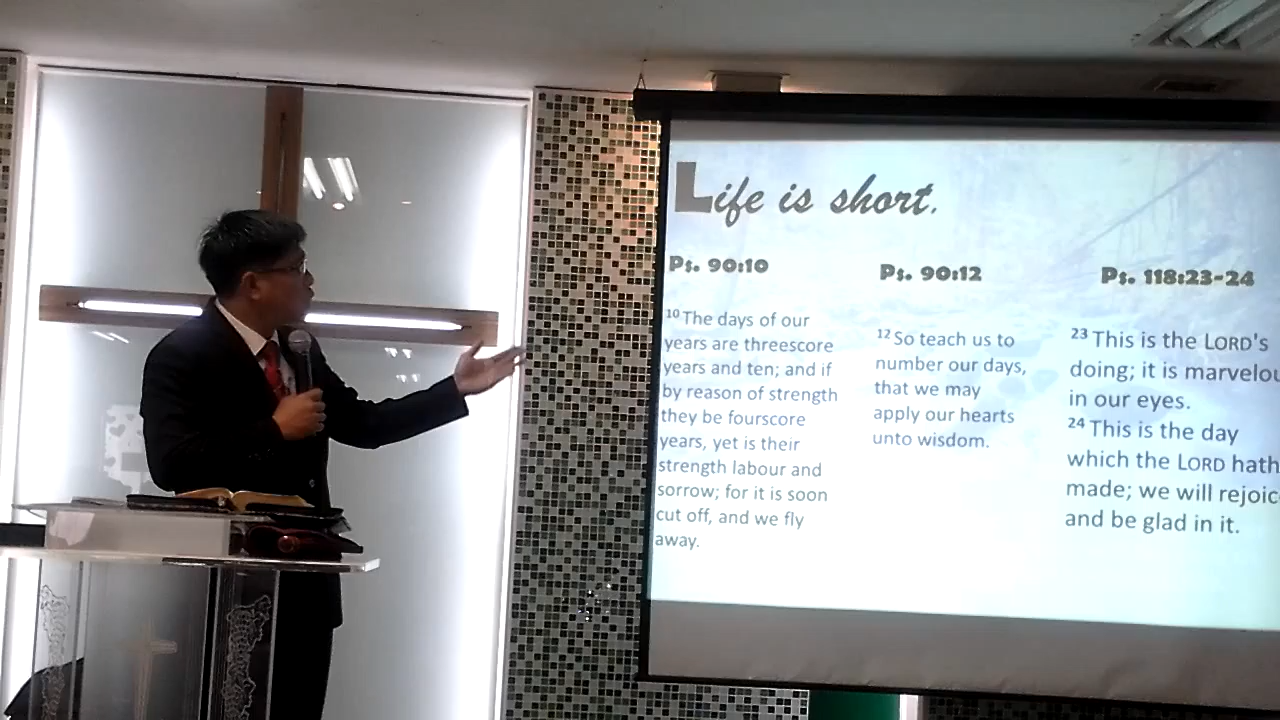 Life is short.
Ps. 90:10
10 The days of our
years are threescore
years and ten; and if
by reason of strength
they be fourscore
years, yet is their
strength labour and
sorrow; for it is soon
cut off, and we fly
away.
Ps. 90:12
12 So teach us to
number our days,
that we may
apply our hearts
unto wisdom.
Ps. 118:23-24
23 This is the LORD's
doing; it is marvelou
in our eyes.
24 This is the day
which the LORD hath
made; we will rejoic
and be glad in it.